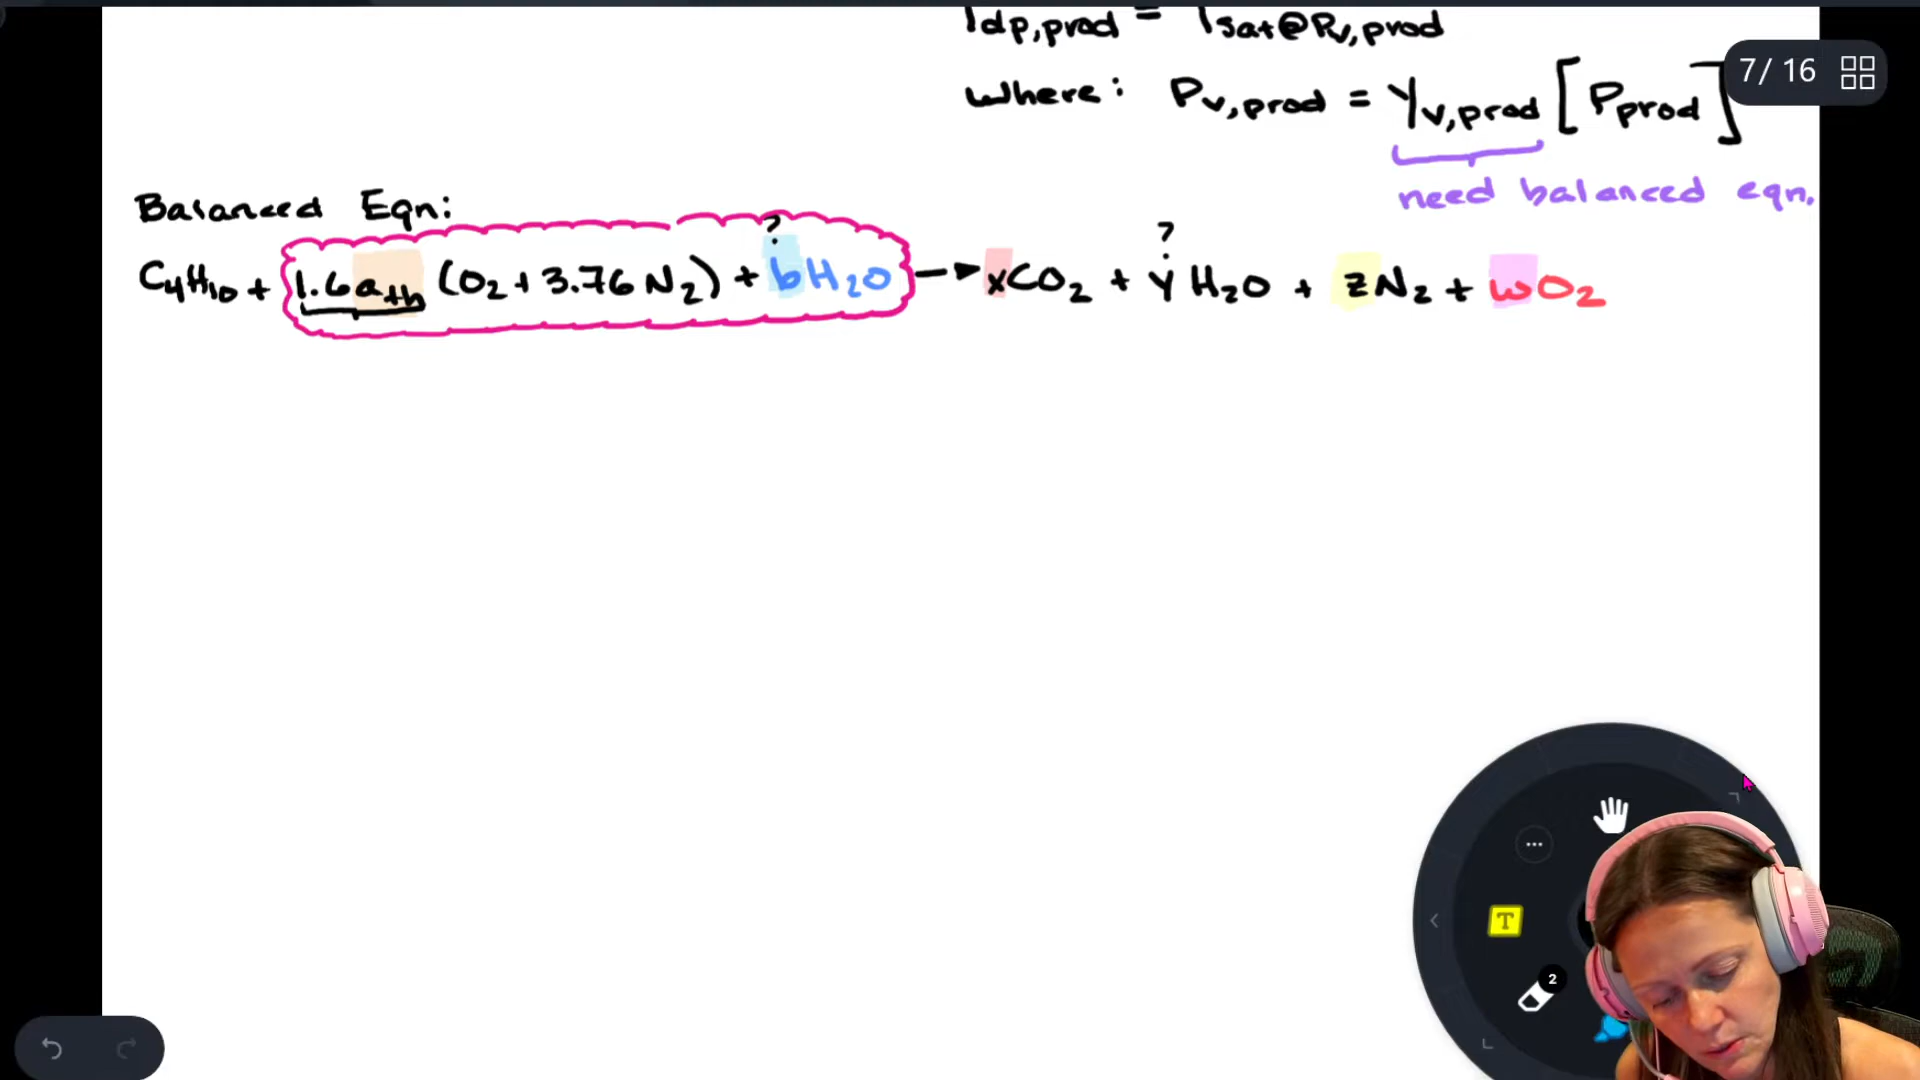 Tdp,prod = Tsat@Pv,prod
where: Pv,prod = Yv,prod [Pprod]
7/ 16
need balanced eqn.
Balanced Eqn:
? ?
C4H10 + 1.6ath (O2 + 3.76 N2) + bH2O → xCO2 + Y H2O + zN2 + wO2
T
2